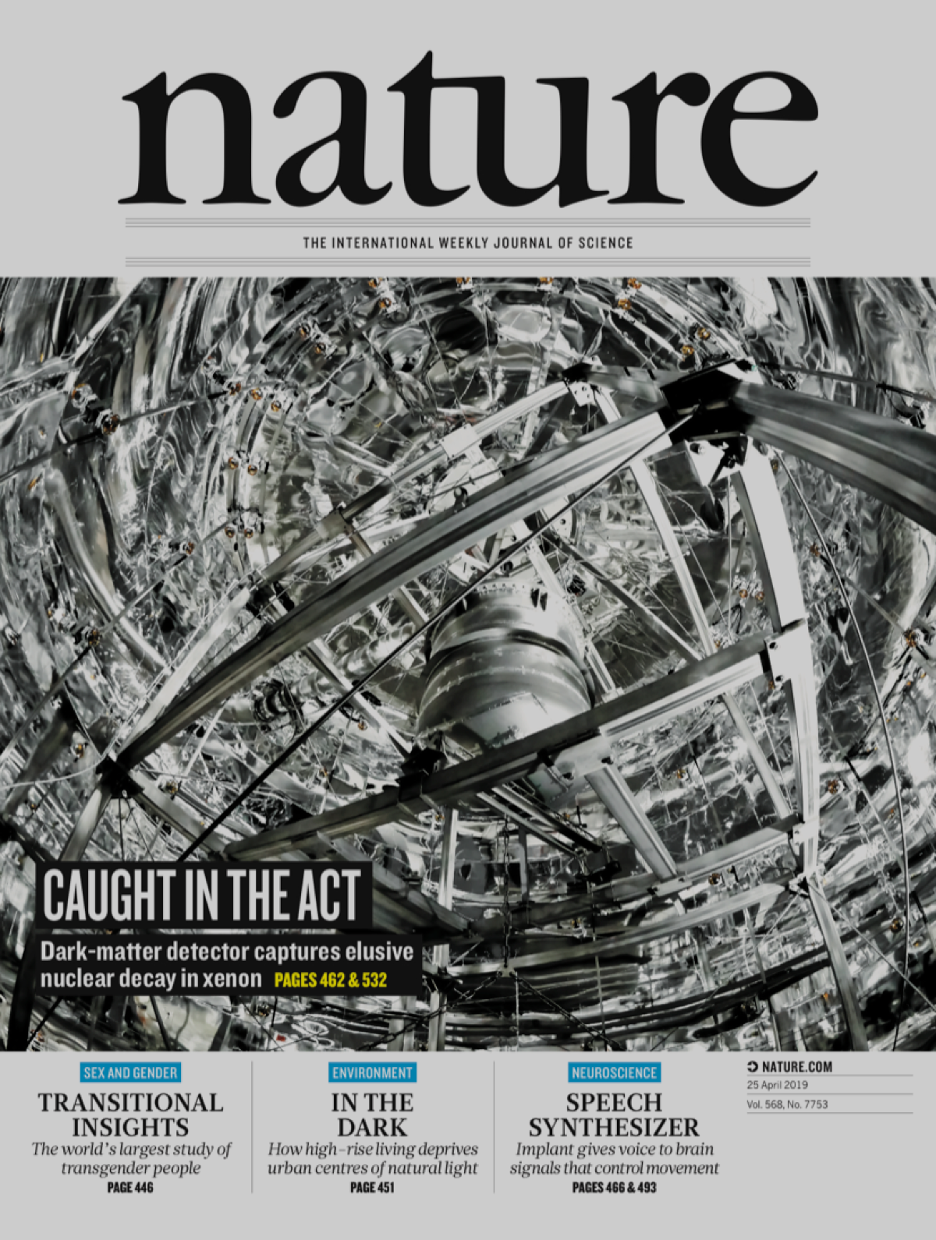 nature
THE INTERNATIONAL WEEKLY JOURNAL OF SCIENCE
CAUGHT IN THE ACT
Dark-matter detector captures elusive
nuclear decay in xenon PAGES 462 & 532
SEX AND GENDER
TRANSITIONAL
INSIGHTS
The world's largest study of
transgender people
PAGE 446
ENVIRONMENT
IN THE
DARK
How high-rise living deprives
urban centres of natural light
PAGE 451
NEUROSCIENCE
SPEECH
SYNTHESIZER
Implant gives voice to brain
signals that control movement
PAGES 466 & 493
NATURE.COM
25 April 2019
Vol. 568, No. 7753